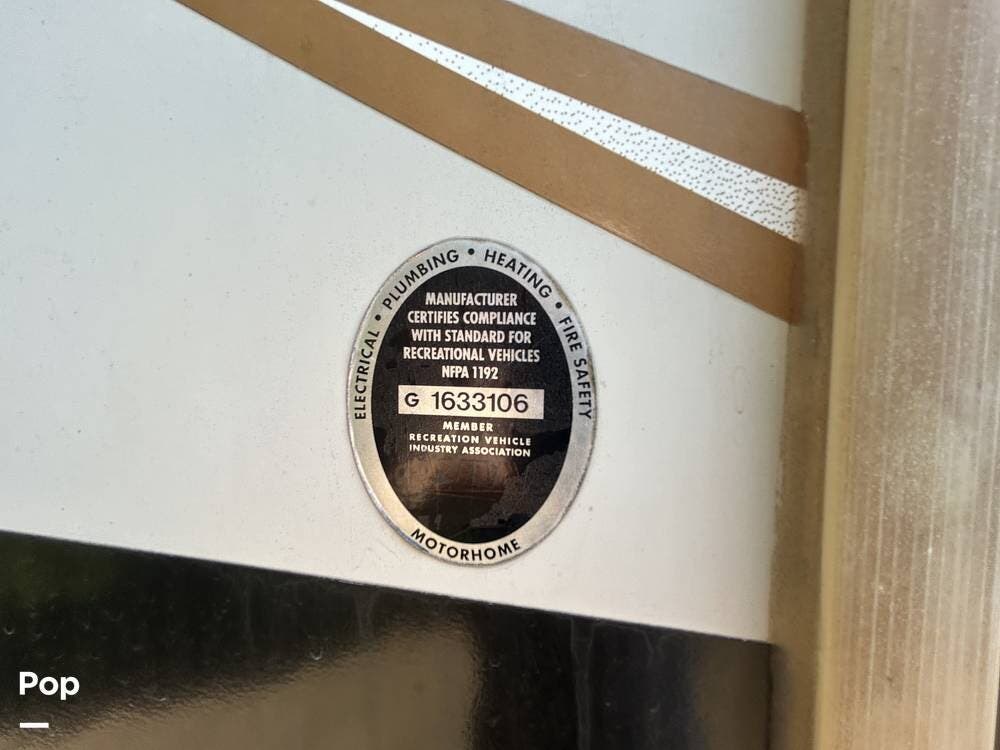 ELECTRICAL • PLUMBING • HEATING • FIRE SAFETY
MANUFACTURER
CERTIFIES COMPLIANCE
WITH STANDARD FOR
RECREATIONAL VEHICLES
NFPA 1192
G 1633106
MEMBER
RECREATION VEHICLE
INDUSTRY ASSOCIATION
MOTORHOME
Pop